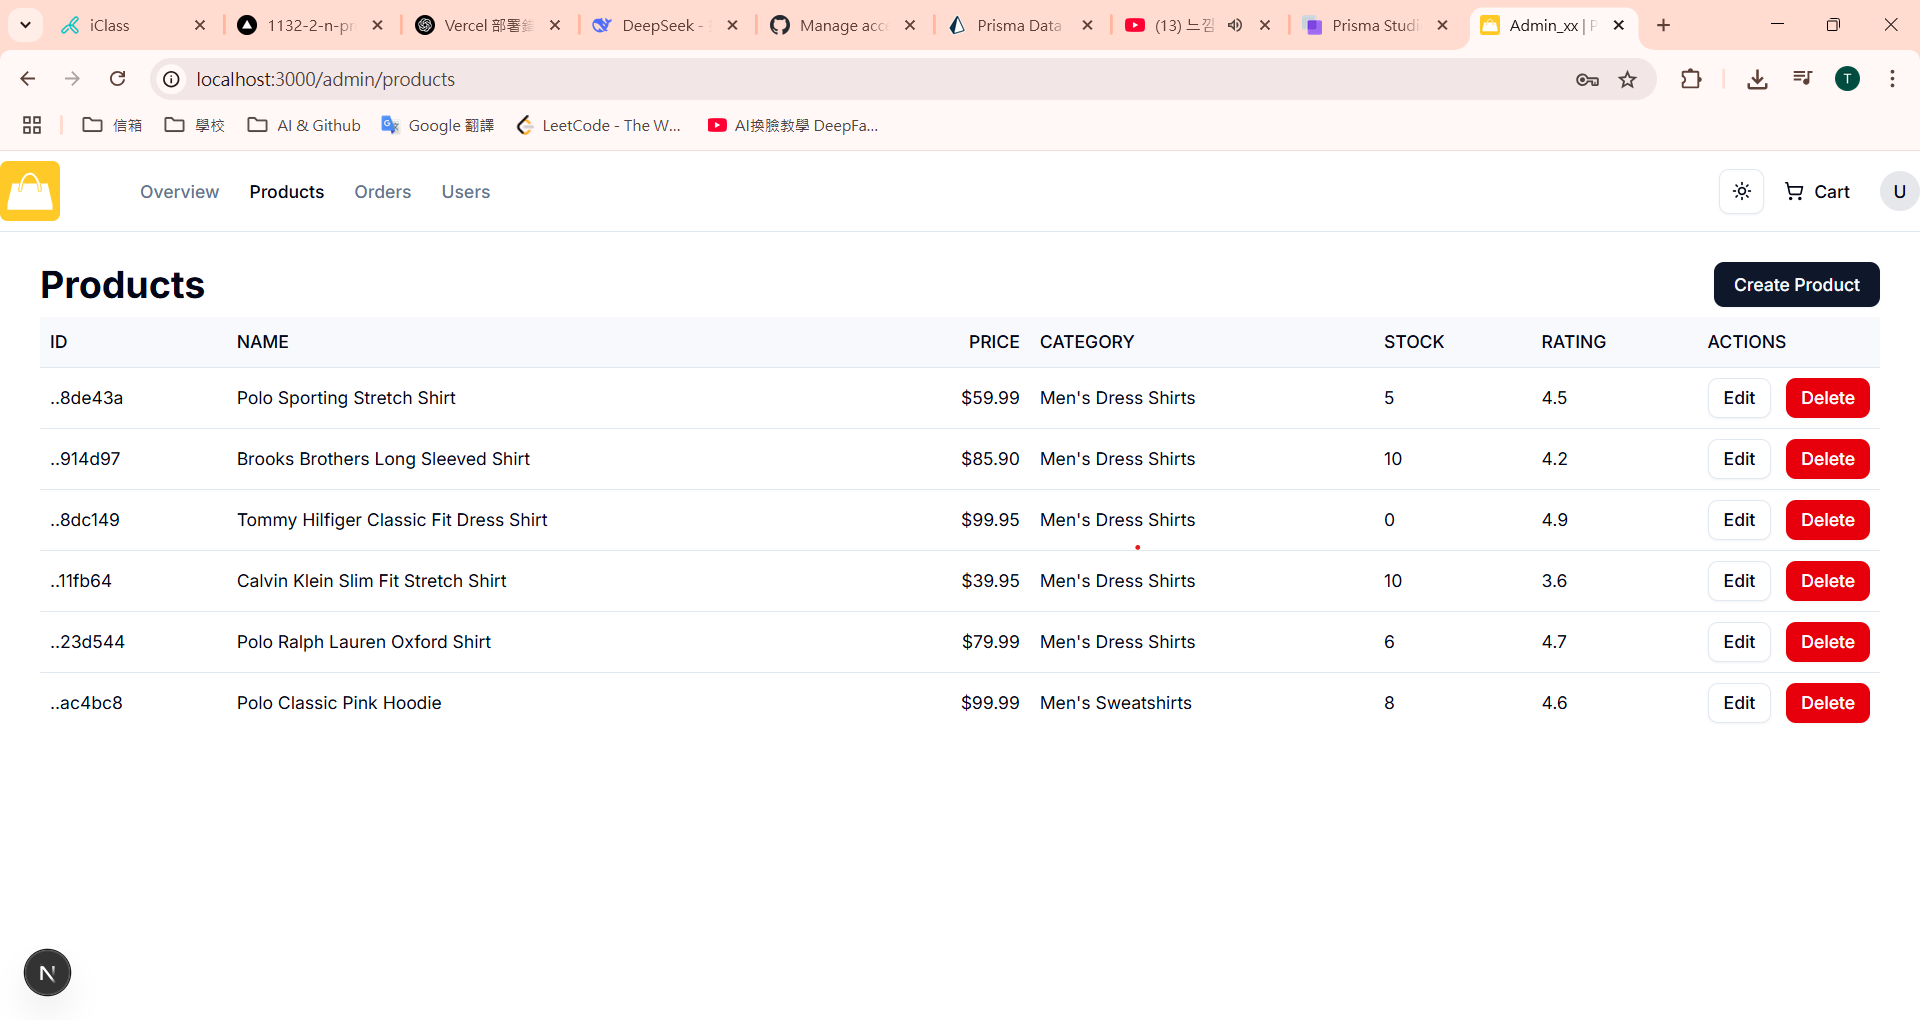 iClass
1132-2-n-pr
Vercel 部署錯
DeepSeek -
Manage acce
Prisma Data
(13) 느낌
Prisma Studi
Admin_xx | P
localhost:3000/admin/products
T
信箱
學校
AI & Github
Google 翻譯
LeetCode - The W...
AI換臉教學 DeepFa...
Overview
Products
Orders
Users
Cart
U
Products
Create Product
ID NAME PRICE CATEGORY STOCK RATING ACTIONS
..8de43a Polo Sporting Stretch Shirt $59.99 Men's Dress Shirts 5 4.5 Edit Delete
..914d97 Brooks Brothers Long Sleeved Shirt $85.90 Men's Dress Shirts 10 4.2 Edit Delete
..8dc149 Tommy Hilfiger Classic Fit Dress Shirt $99.95 Men's Dress Shirts 0 4.9 Edit Delete
..11fb64 Calvin Klein Slim Fit Stretch Shirt $39.95 Men's Dress Shirts 10 3.6 Edit Delete
..23d544 Polo Ralph Lauren Oxford Shirt $79.99 Men's Dress Shirts 6 4.7 Edit Delete
..ac4bc8 Polo Classic Pink Hoodie $99.99 Men's Sweatshirts 8 4.6 Edit Delete
N